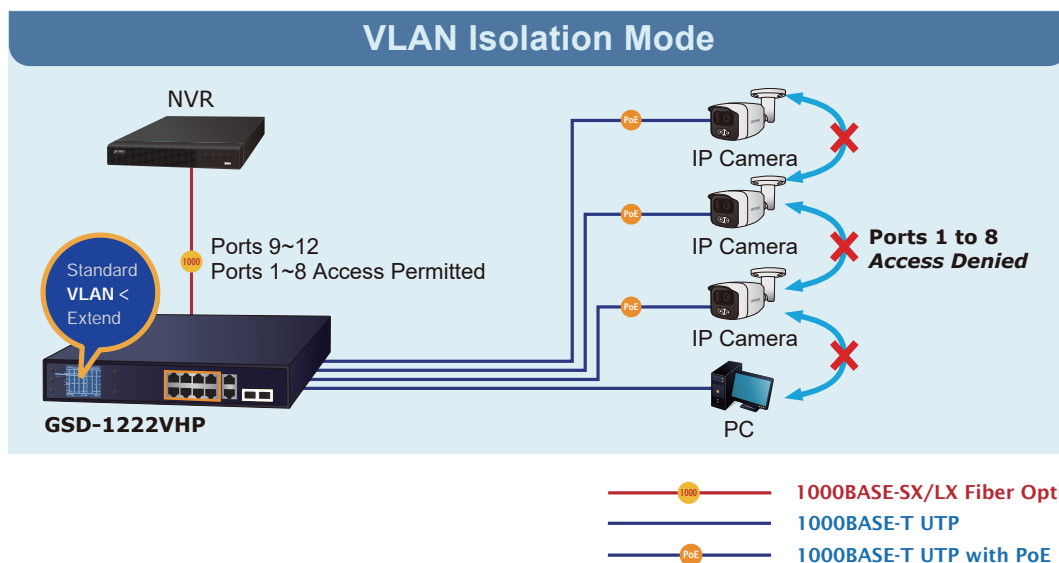 VLAN Isolation Mode
NVR
Ports 9~12
Ports 1~8 Access Permitted
1000
Standard
VLAN <
Extend
GSD-1222VHP
PoE
IP Camera
PoE
IP Camera
PoE
IP Camera
PC
Ports 1 to 8
Access Denied
1000
1000BASE-SX/LX Fiber Opti
1000BASE-T UTP
PoE
1000BASE-T UTP with PoE